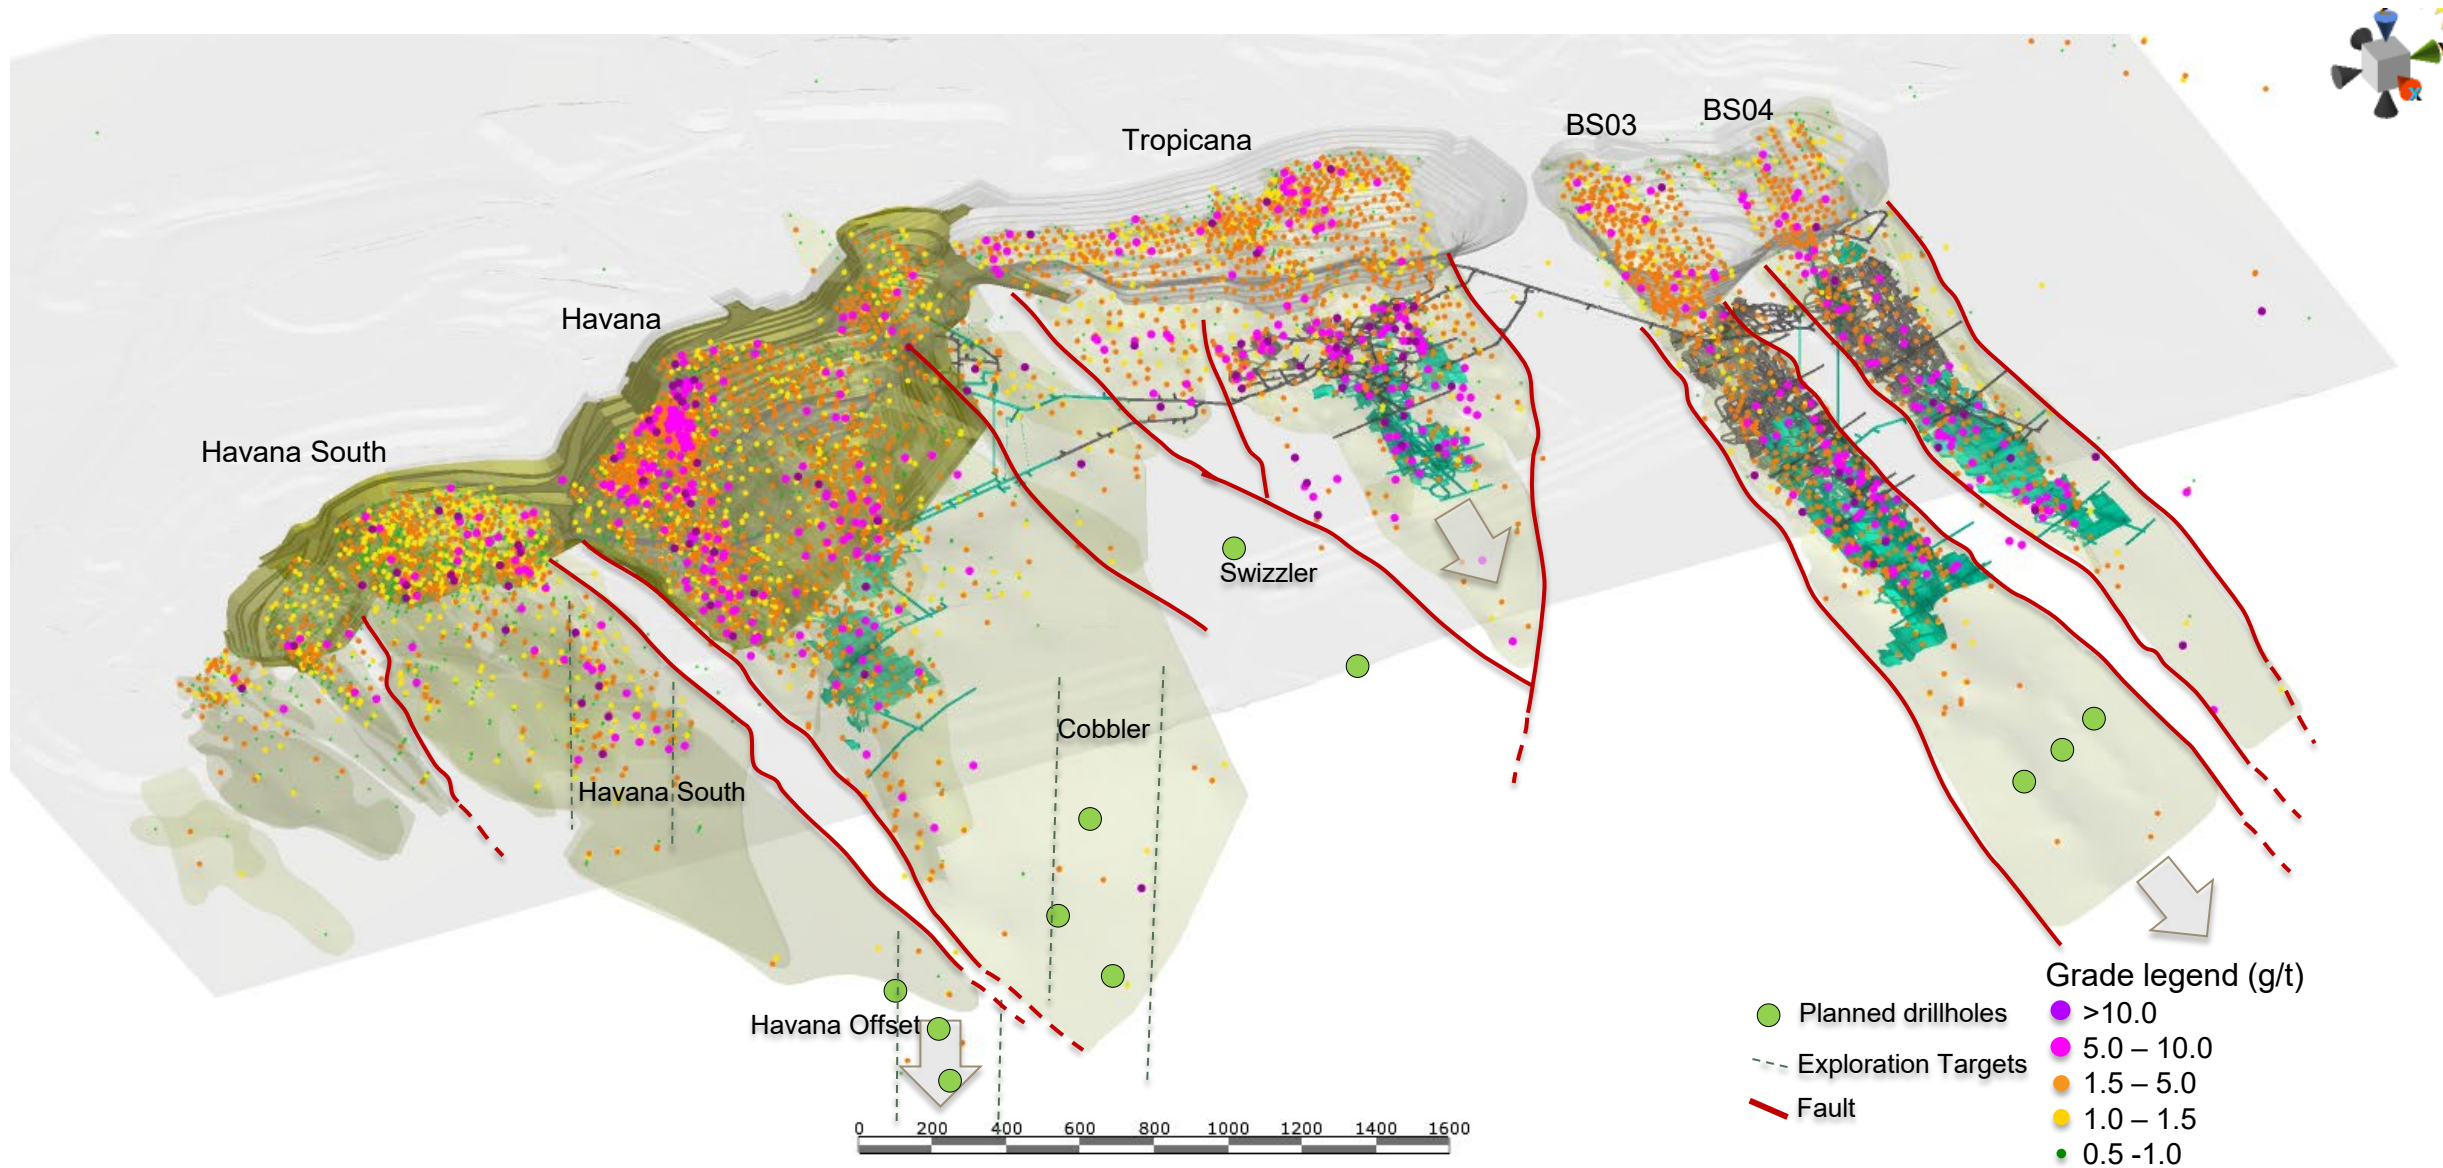 BS04
BS03
Tropicana
Havana
Havana South
Swizzler
Cobbler
Havana South
Havana Offset
0 200 400 600 800 1000 1200 1400 1600
Planned drillholes
Exploration Targets
Fault
Grade legend (g/t)
>10.0
5.0 – 10.0
1.5 – 5.0
1.0 – 1.5
0.5 -1.0
X